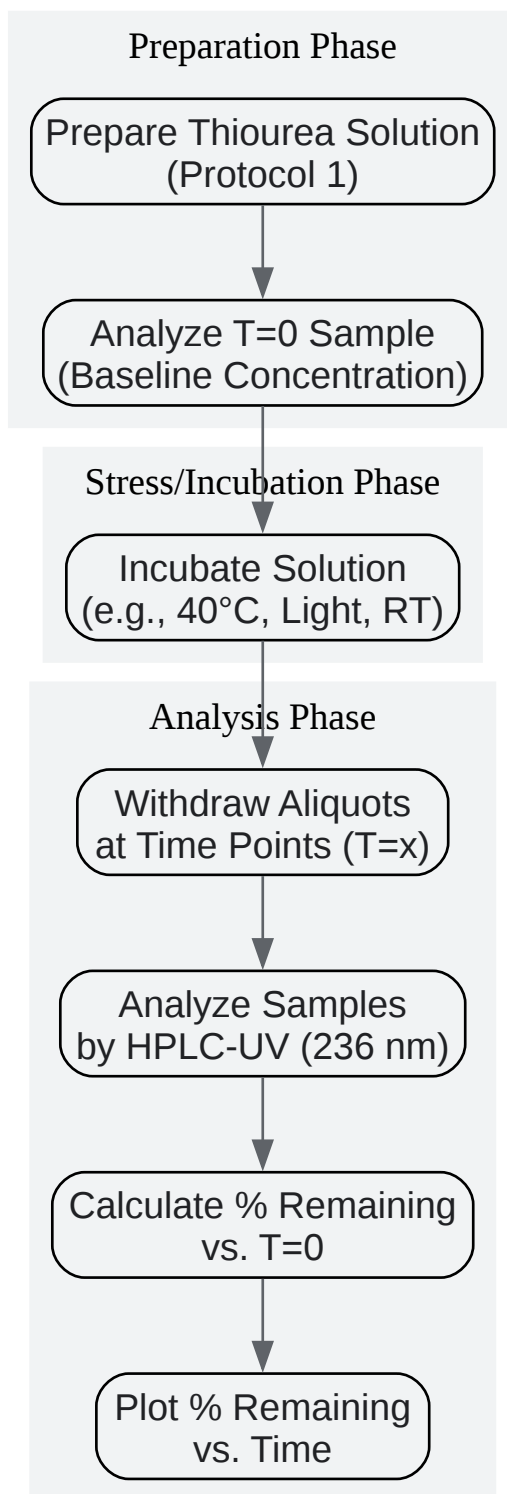 Preparation Phase
Prepare Thiourea Solution
(Protocol 1)
Analyze T=0 Sample
(Baseline Concentration)
Stress/Incubation Phase
Incubate Solution
(e.g., 40°C, Light, RT)
Analysis Phase
Withdraw Aliquots
at Time Points (T=x)
Analyze Samples
by HPLC-UV (236 nm)
Calculate % Remaining
vs. T=0
Plot % Remaining
vs. Time